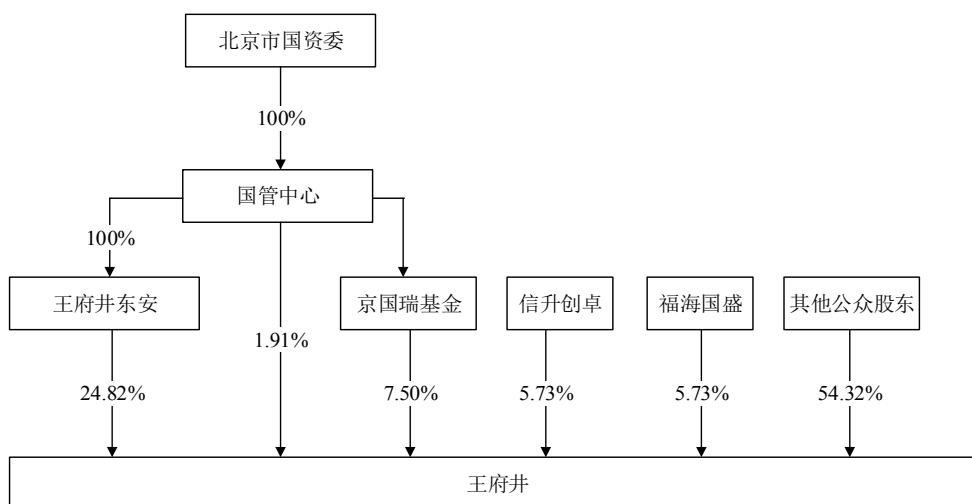 北京市国资委
100%
国管中心
100%
王府井东安
京国瑞基金
信升创卓
福海国盛
其他公众股东
1.91%
24.82%
7.50%
5.73%
5.73%
54.32%
王府井